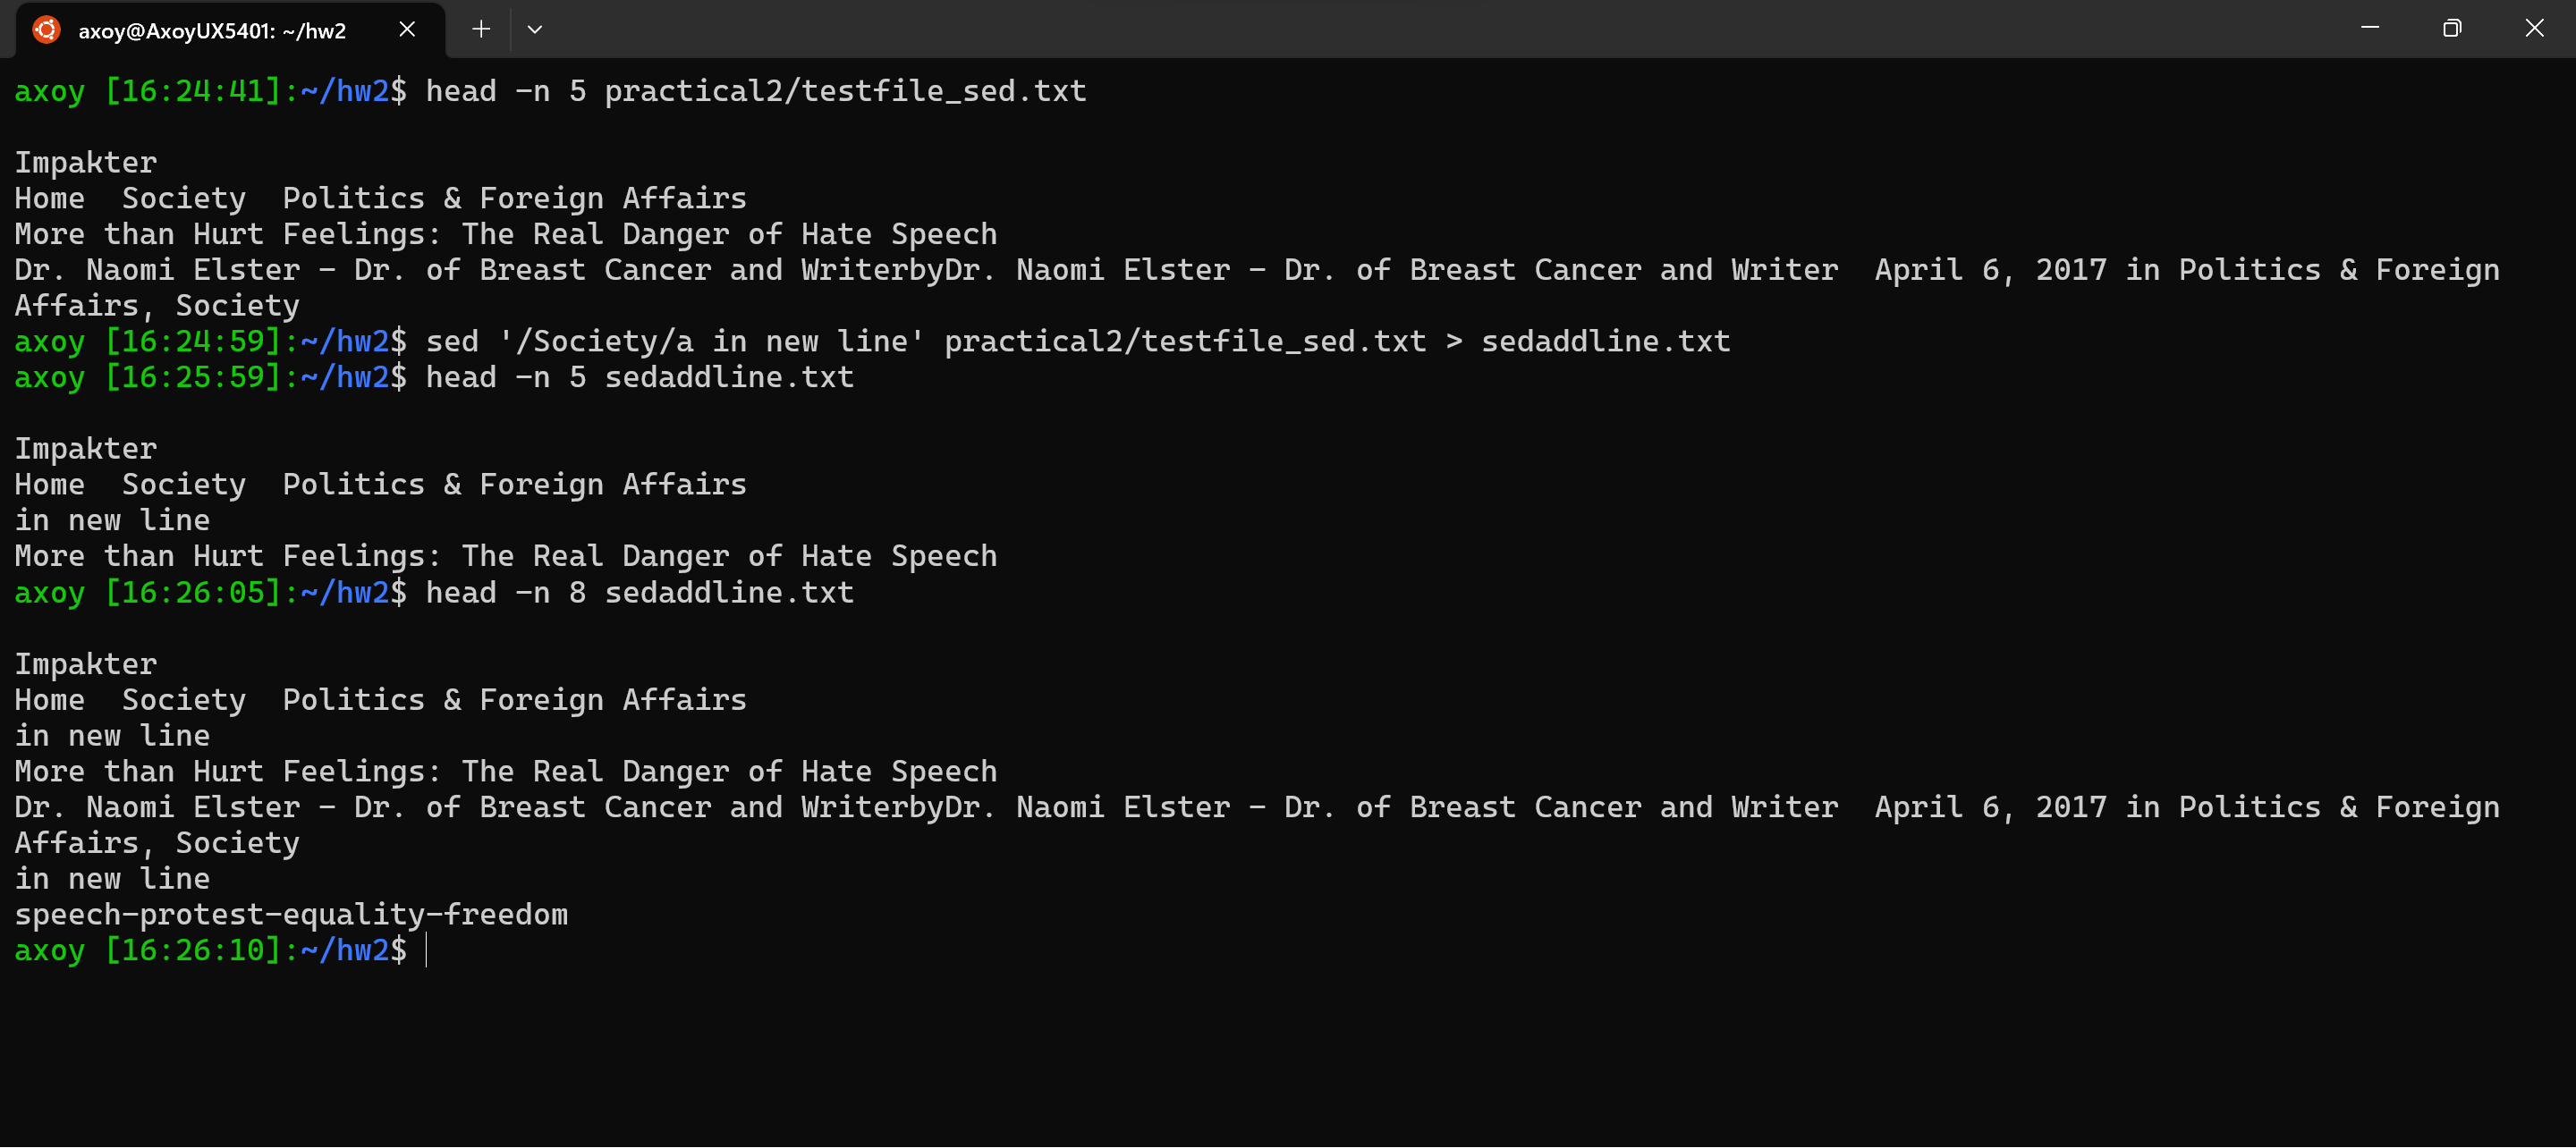 axoy@AxoyUX5401: ~/hw2
axoy [16:24:41]:~/hw2$ head -n 5 practical2/testfile_sed.txt
Impakter
Home  Society  Politics & Foreign Affairs
More than Hurt Feelings: The Real Danger of Hate Speech
Dr. Naomi Elster - Dr. of Breast Cancer and WriterbyDr. Naomi Elster - Dr. of Breast Cancer and Writer  April 6, 2017 in Politics & Foreign
Affairs, Society
axoy [16:24:59]:~/hw2$ sed '/Society/a in new line' practical2/testfile_sed.txt > sedaddline.txt
axoy [16:25:59]:~/hw2$ head -n 5 sedaddline.txt
Impakter
Home  Society  Politics & Foreign Affairs
in new line
More than Hurt Feelings: The Real Danger of Hate Speech
axoy [16:26:05]:~/hw2$ head -n 8 sedaddline.txt
Impakter
Home  Society  Politics & Foreign Affairs
in new line
More than Hurt Feelings: The Real Danger of Hate Speech
Dr. Naomi Elster - Dr. of Breast Cancer and WriterbyDr. Naomi Elster - Dr. of Breast Cancer and Writer  April 6, 2017 in Politics & Foreign
Affairs, Society
in new line
speech-protest-equality-freedom
axoy [16:26:10]:~/hw2$